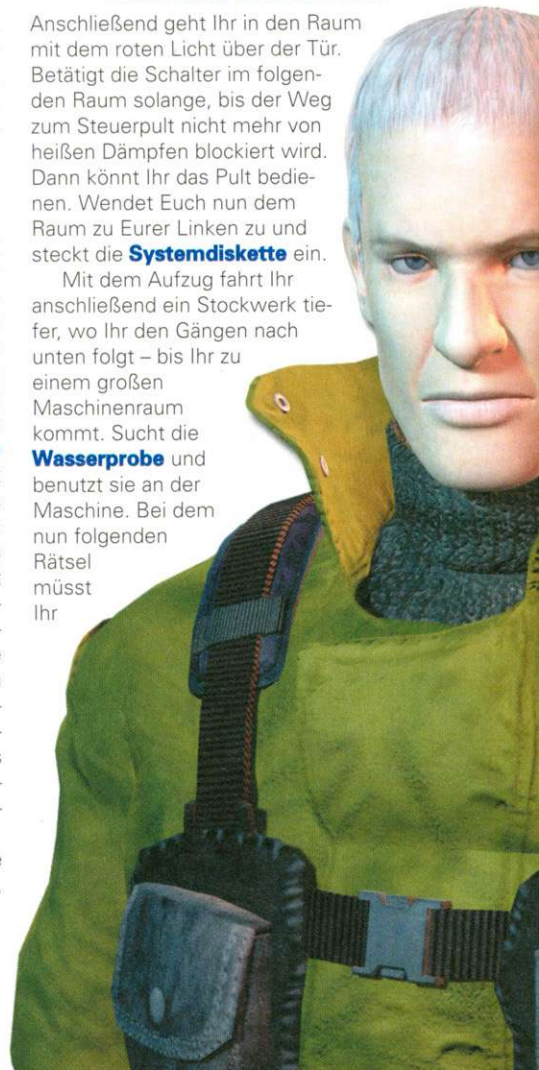 Anschließend geht Ihr in den Raum
mit dem roten Licht über der Tür.
Betätigt die Schalter im folgen-
den Raum solange, bis der Weg
zum Steuerpult nicht mehr von
heißen Dämpfen blockiert wird.
Dann könnt Ihr das Pult bedie-
nen. Wendet Euch nun dem
Raum zu Eurer Linken zu und
steckt die Systemdiskette ein.
Mit dem Aufzug fahrt Ihr
anschließend ein Stockwerk tie-
fer, wo Ihr den Gängen nach
unten folgt – bis Ihr zu
einem großen
Maschinenraum
kommt. Sucht die
Wasserprobe und
benutzt sie an der
Maschine. Bei dem
nun folgenden
Rätsel
müsst
Ihr